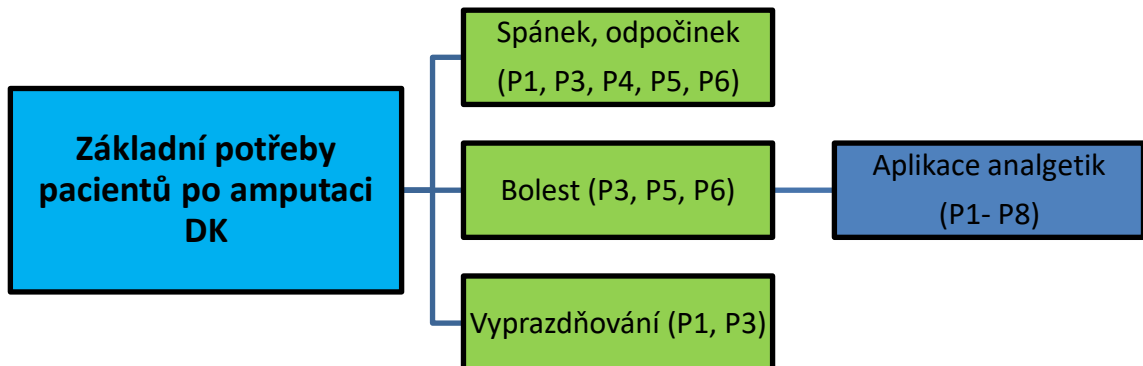 Základní potřeby
pacientů po amputaci
DK
Spánek, odpočinek
(P1, P3, P4, P5, P6)
Bolest (P3, P5, P6)
Aplikace analgetik
(P1- P8)
Vyprazdňování (P1, P3)